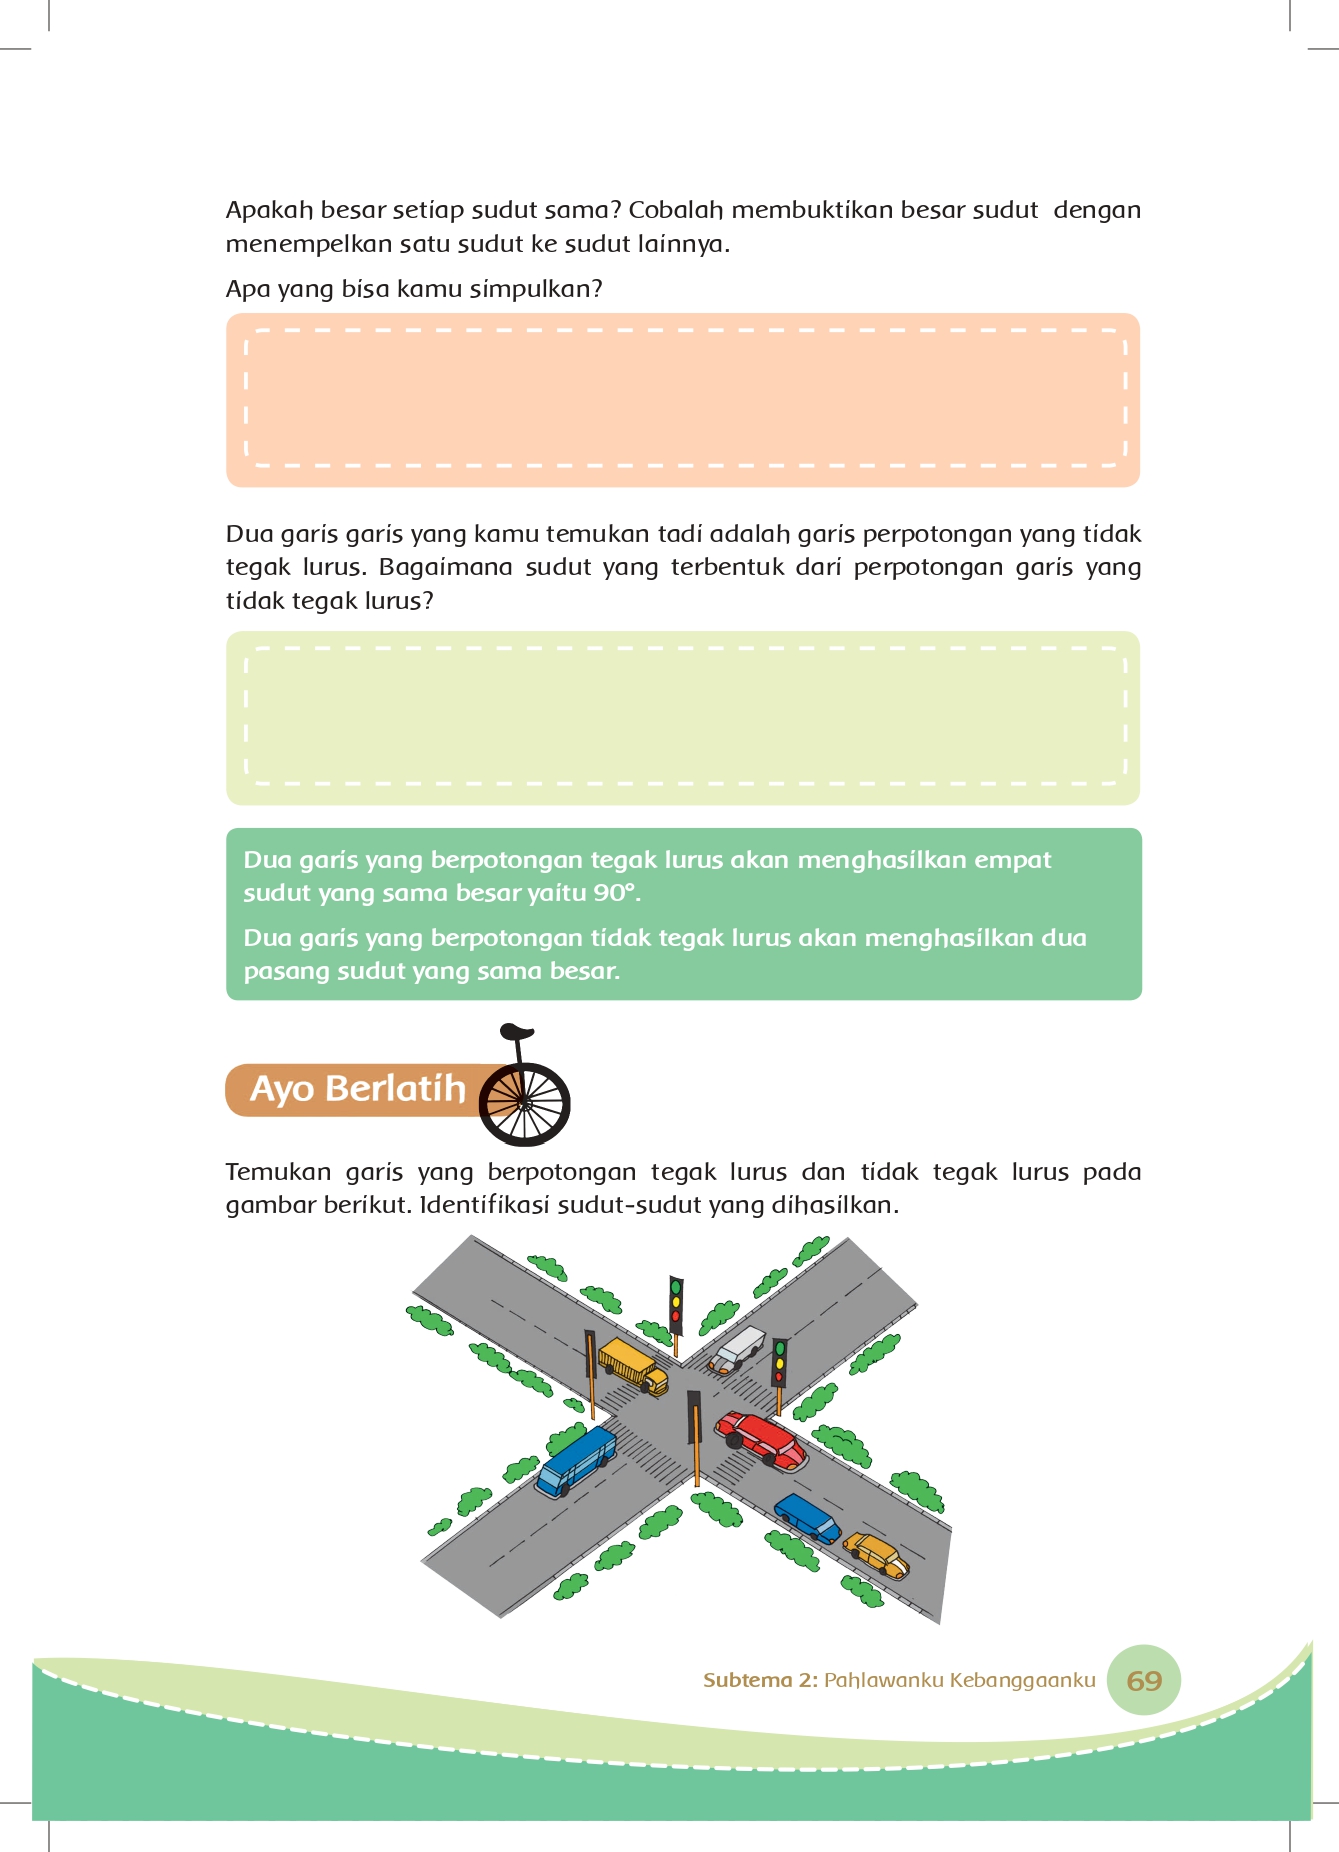 Apakah besar setiap sudut sama? Cobalah membuktikan besar sudut dengan
menempelkan satu sudut ke sudut lainnya.
Apa yang bisa kamu simpulkan?
Dua garis garis yang kamu temukan tadi adalah garis perpotongan yang tidak
tegak lurus. Bagaimana sudut yang terbentuk dari perpotongan garis yang
tidak tegak lurus?
Dua garis yang berpotongan tegak lurus akan menghasilkan empat
sudut yang sama besar yaitu 90°.
Dua garis yang berpotongan tidak tegak lurus akan menghasilkan dua
pasang sudut yang sama besar.
Ayo Berlatih
Temukan garis yang berpotongan tegak lurus dan tidak tegak lurus pada
gambar berikut. Identifikasi sudut-sudut yang dihasilkan.
Subtema 2: Pahlawanku Kebanggaanku 69